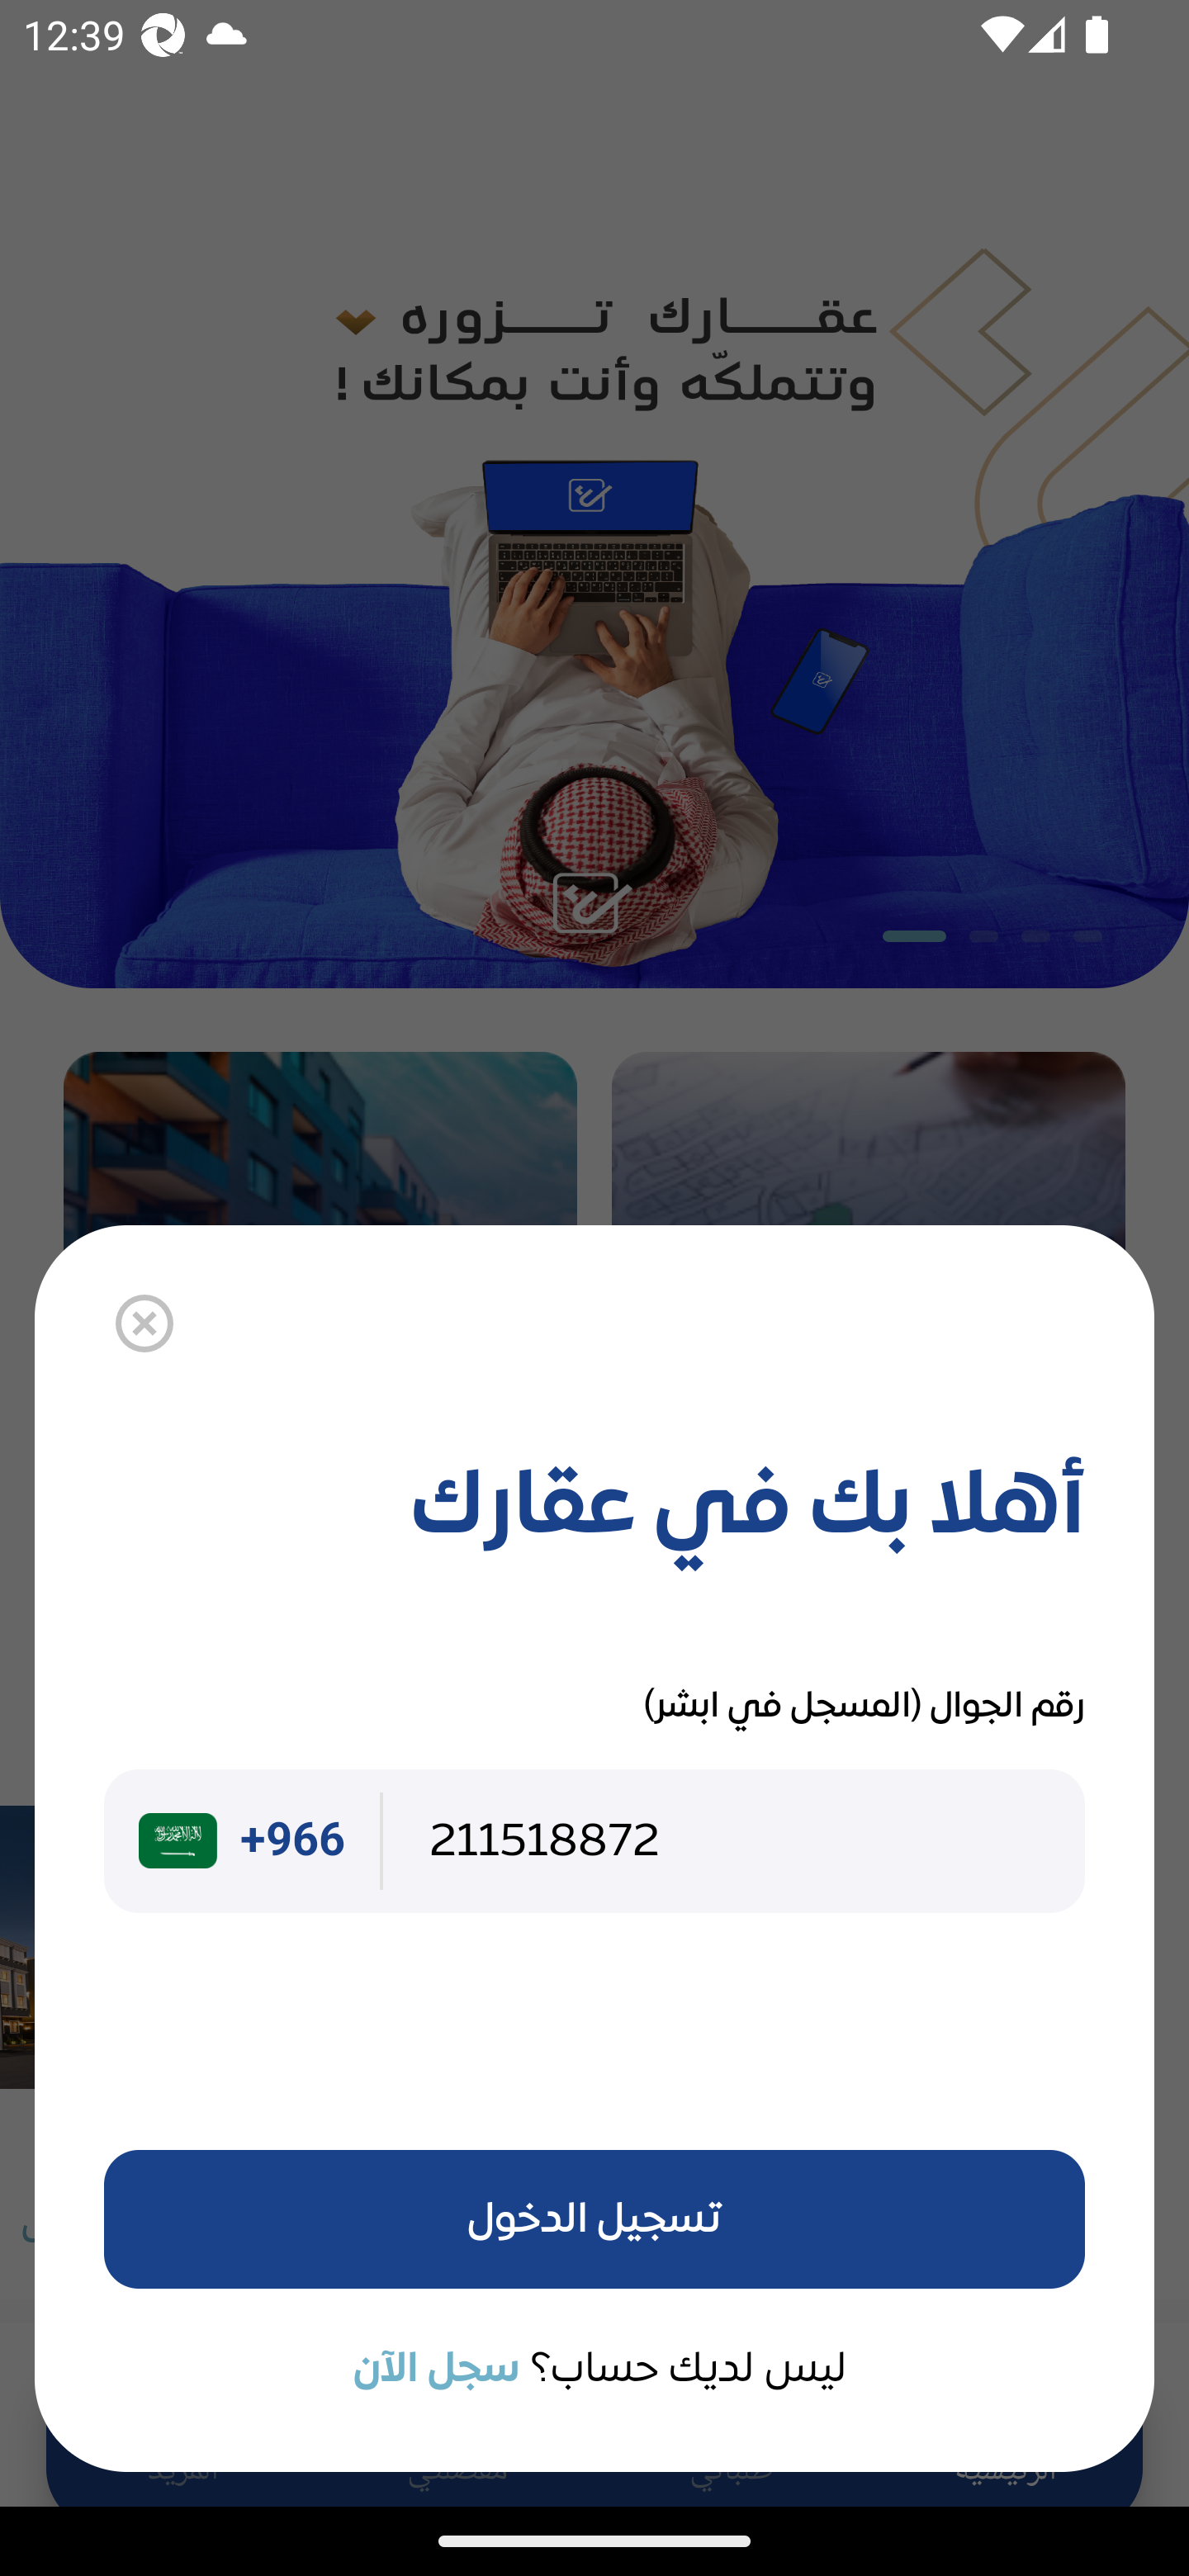 12:39
عقـــارك تـــزوره
وتتملكّه وأنت بمكانك !
أهلا بك في عقارك
رقم الجوال (المسجل في ابشر)
+966 211518872
تسجيل الدخول
ليس لديك حساب؟ سجل الآن